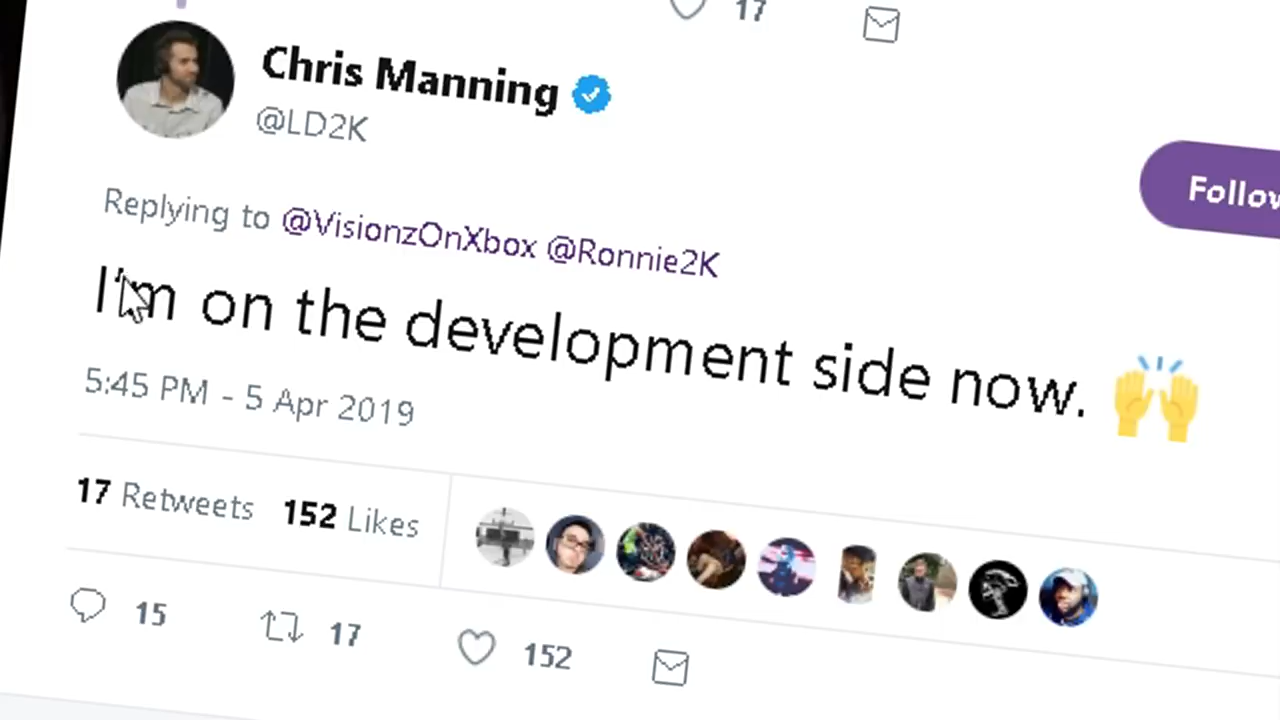 17
Chris Manning
@LD2K
Follow
Replying to @VisionzOnXbox @Ronnie2K
I'm on the development side now. 🙌
5:45 PM - 5 Apr 2019
17 Retweets 152 Likes
15 17 152